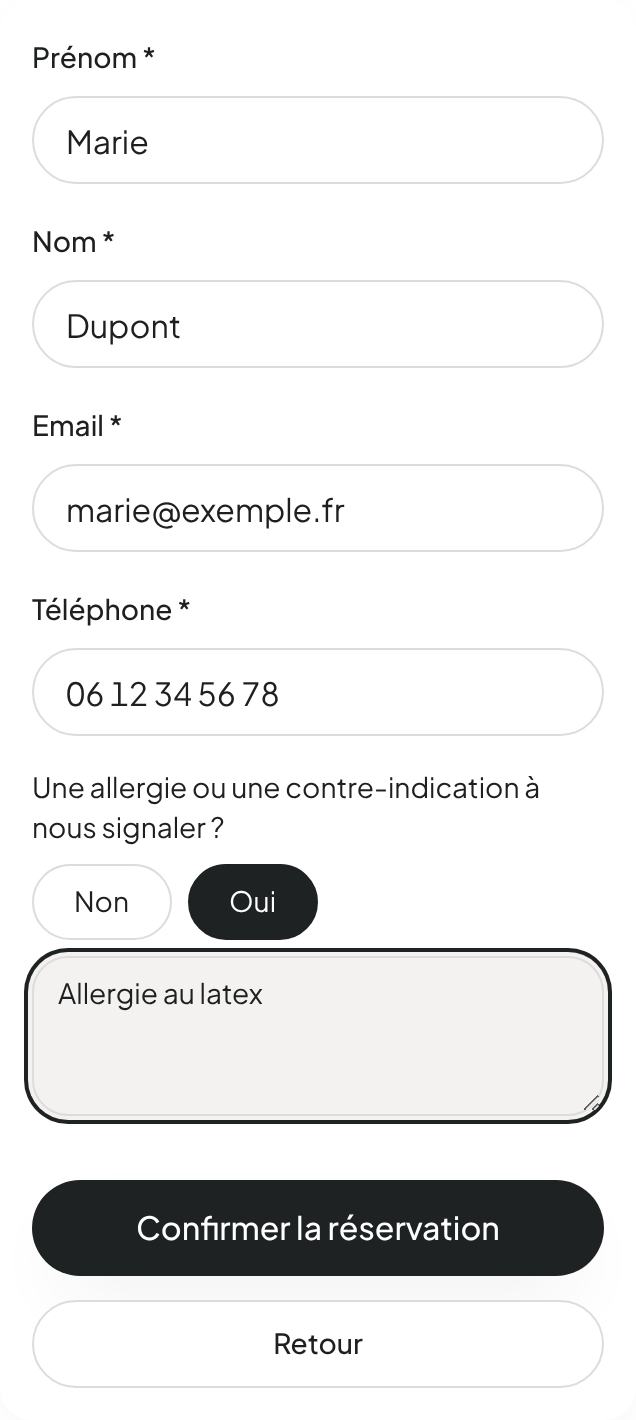 Prénom *
Marie
Nom *
Dupont
Email *
marie@exemple.fr
Téléphone *
06 12 34 56 78
Une allergie ou une contre-indication à
nous signaler ?
Non Oui
Allergie au latex
Confirmer la réservation
Retour